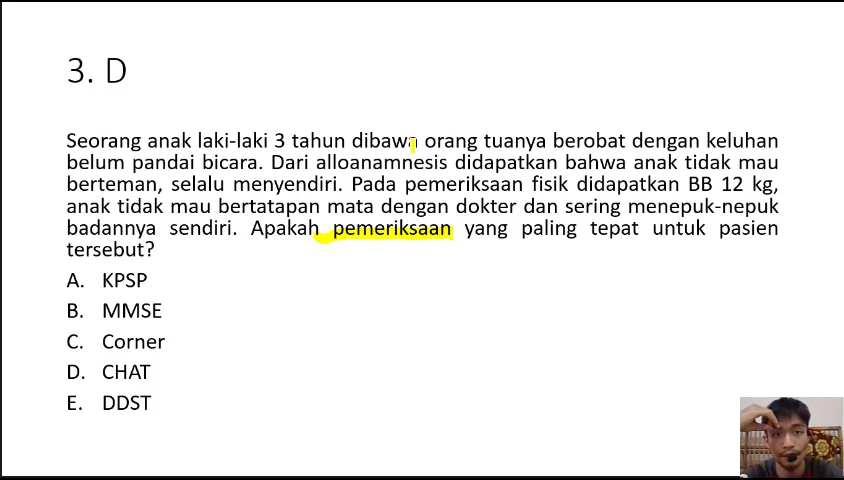 3. D
Seorang anak laki-laki 3 tahun dibawa orang tuanya berobat dengan keluhan
belum pandai bicara. Dari alloanamnesis didapatkan bahwa anak tidak mau
berteman, selalu menyendiri. Pada pemeriksaan fisik didapatkan BB 12 kg,
anak tidak mau bertatapan mata dengan dokter dan sering menepuk-nepuk
badannya sendiri. Apakah pemeriksaan yang paling tepat untuk pasien
tersebut?
A. KPSP
B. MMSE
C. Corner
D. CHAT
E. DDST